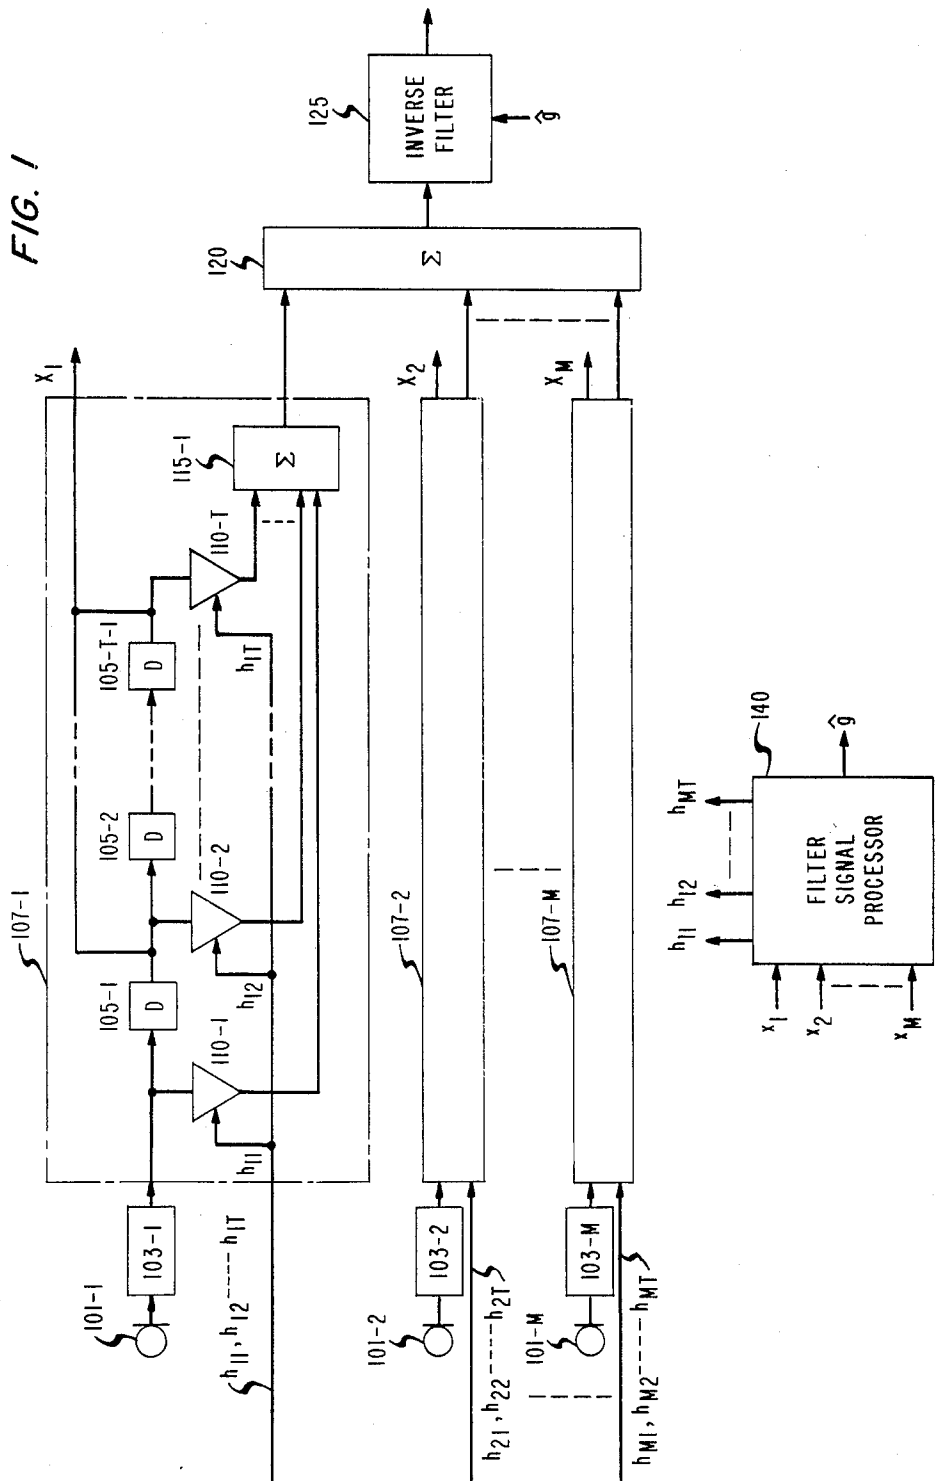 FIG. 1
101-1
103-1
h11, h12 ---- h1T
107-1
105-1
D
105-2
D
105-T-1
D
X1
110-1
h11
110-2
h12
110-T
h1T
115-1
Σ
101-2
103-2
h21, h22 ---- h2T
107-2
X2
101-M
103-M
hM1, hM2 ---- hMT
107-M
XM
120
Σ
125
INVERSE
FILTER
ĝ
140
FILTER
SIGNAL
PROCESSOR
x1
x2
xM
h11
h12
hMT
ĝ